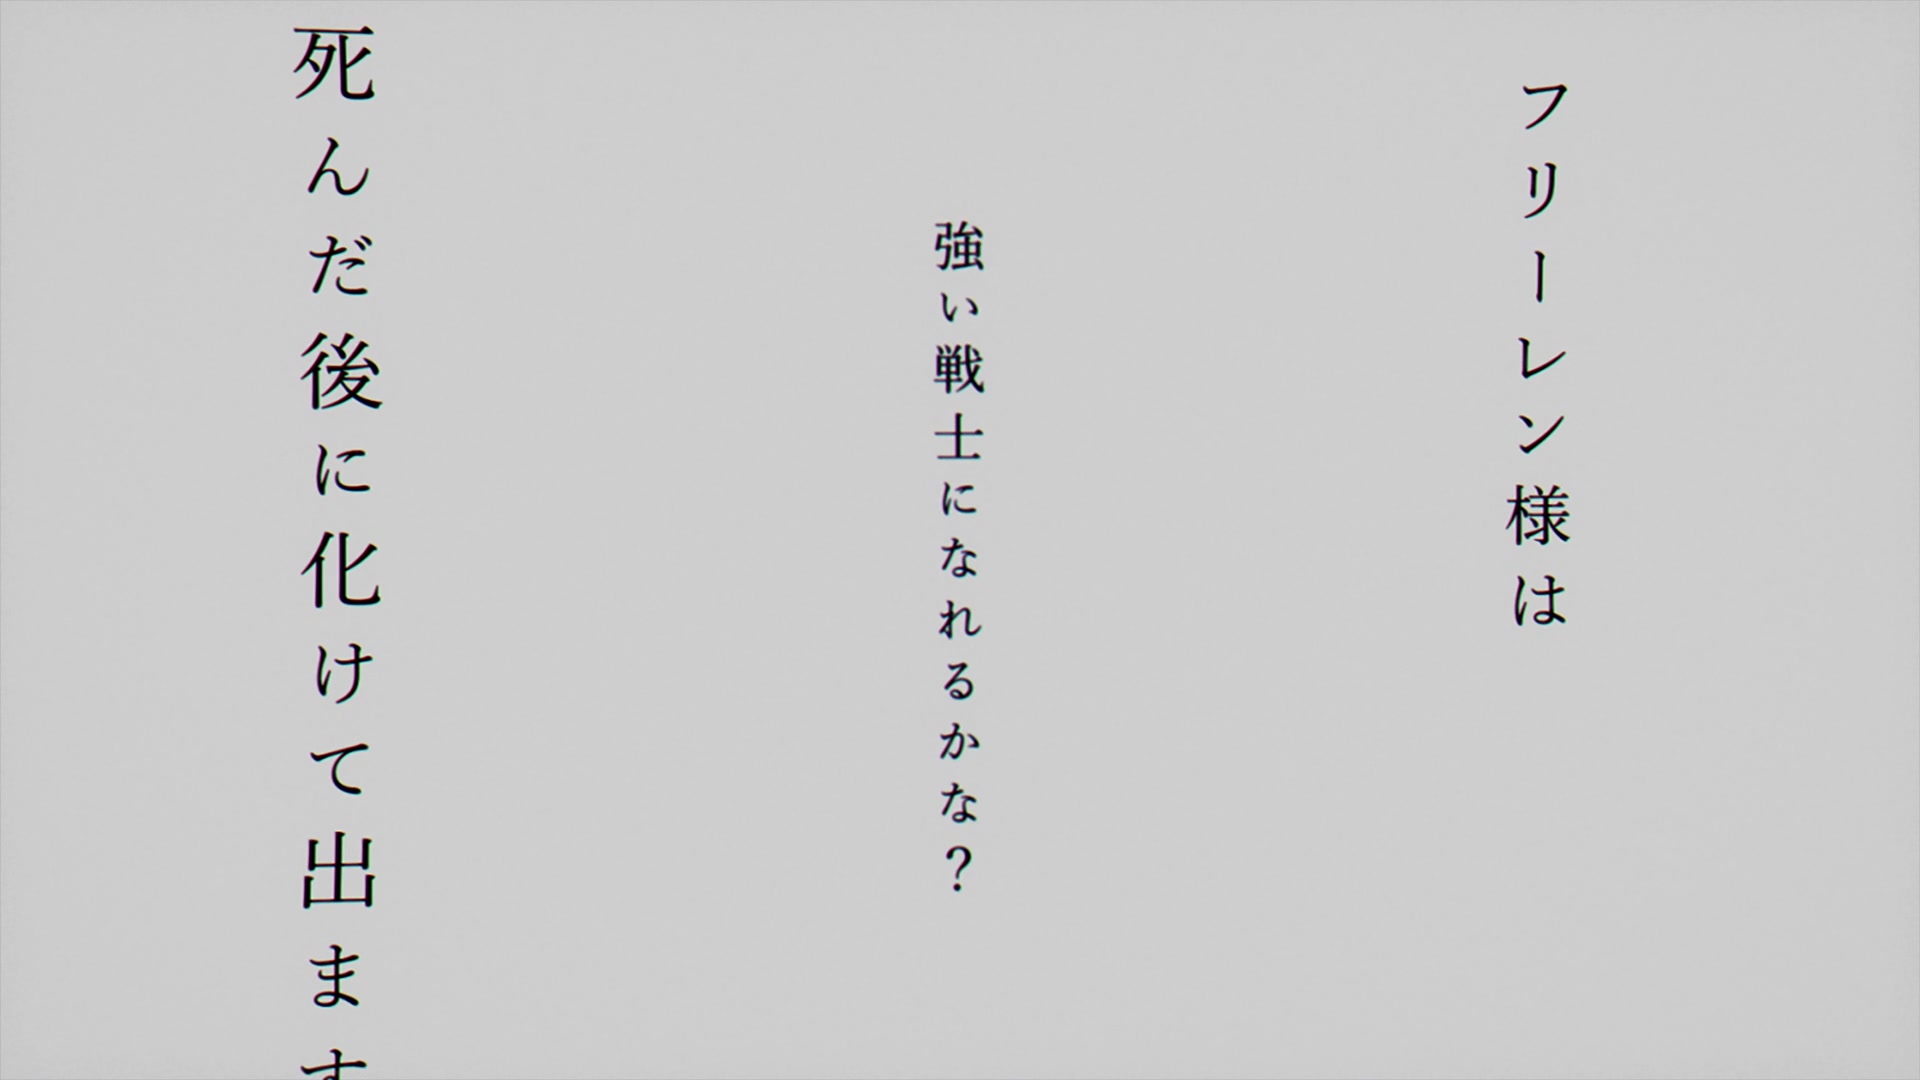 フリーレン様は
強い戦士になれるかな?
死んだ後に化けて出ます